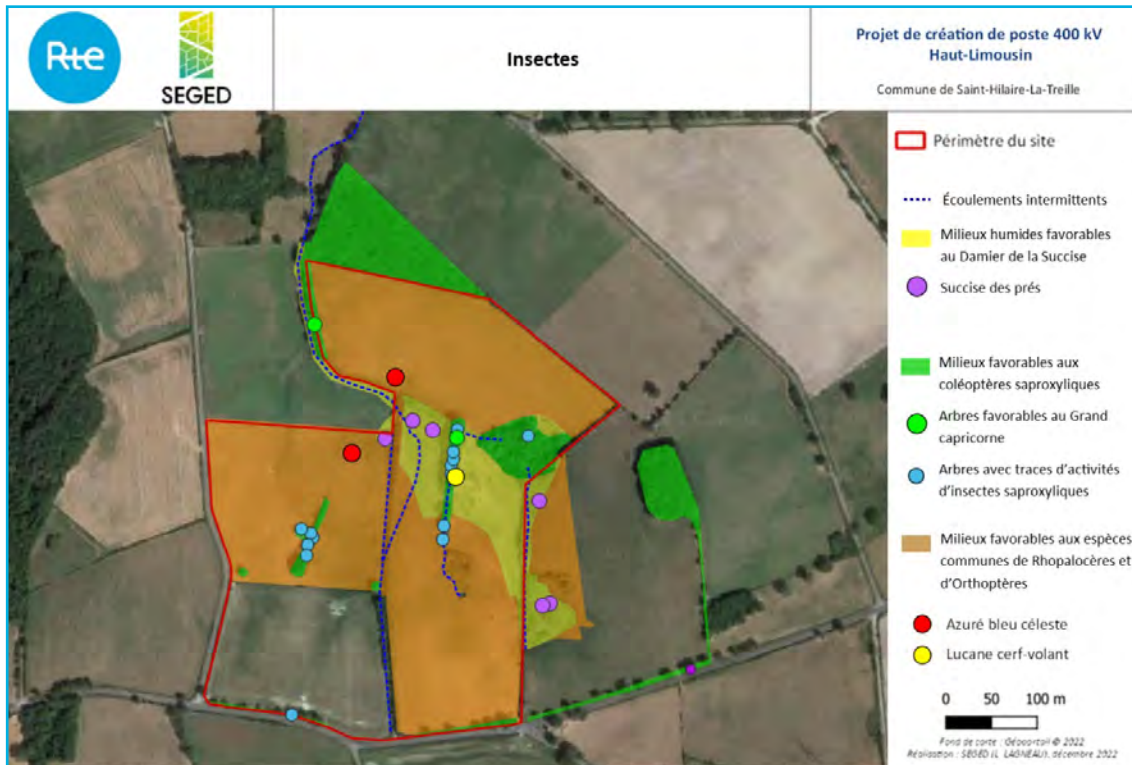 Rte
SEGED
Insectes
Projet de création de poste 400 kV
Haut-Limousin
Commune de Saint-Hilaire-La-Treille
Périmètre du site
Écoulements intermittents
Milieux humides favorables
au Damier de la Succise
Succise des prés
Milieux favorables aux
coléoptères saproxyliques
Arbres favorables au Grand
capricorne
Arbres avec traces d'activités
d'insectes saproxyliques
Milieux favorables aux espèces
communes de Rhopalocères et
d'Orthoptères
Azuré bleu céleste
Lucane cerf-volant
0 50 100 m
Fond de carte : Géoportail © 2022
Réalisation : SEGED (L. LAGNEAU), décembre 2022